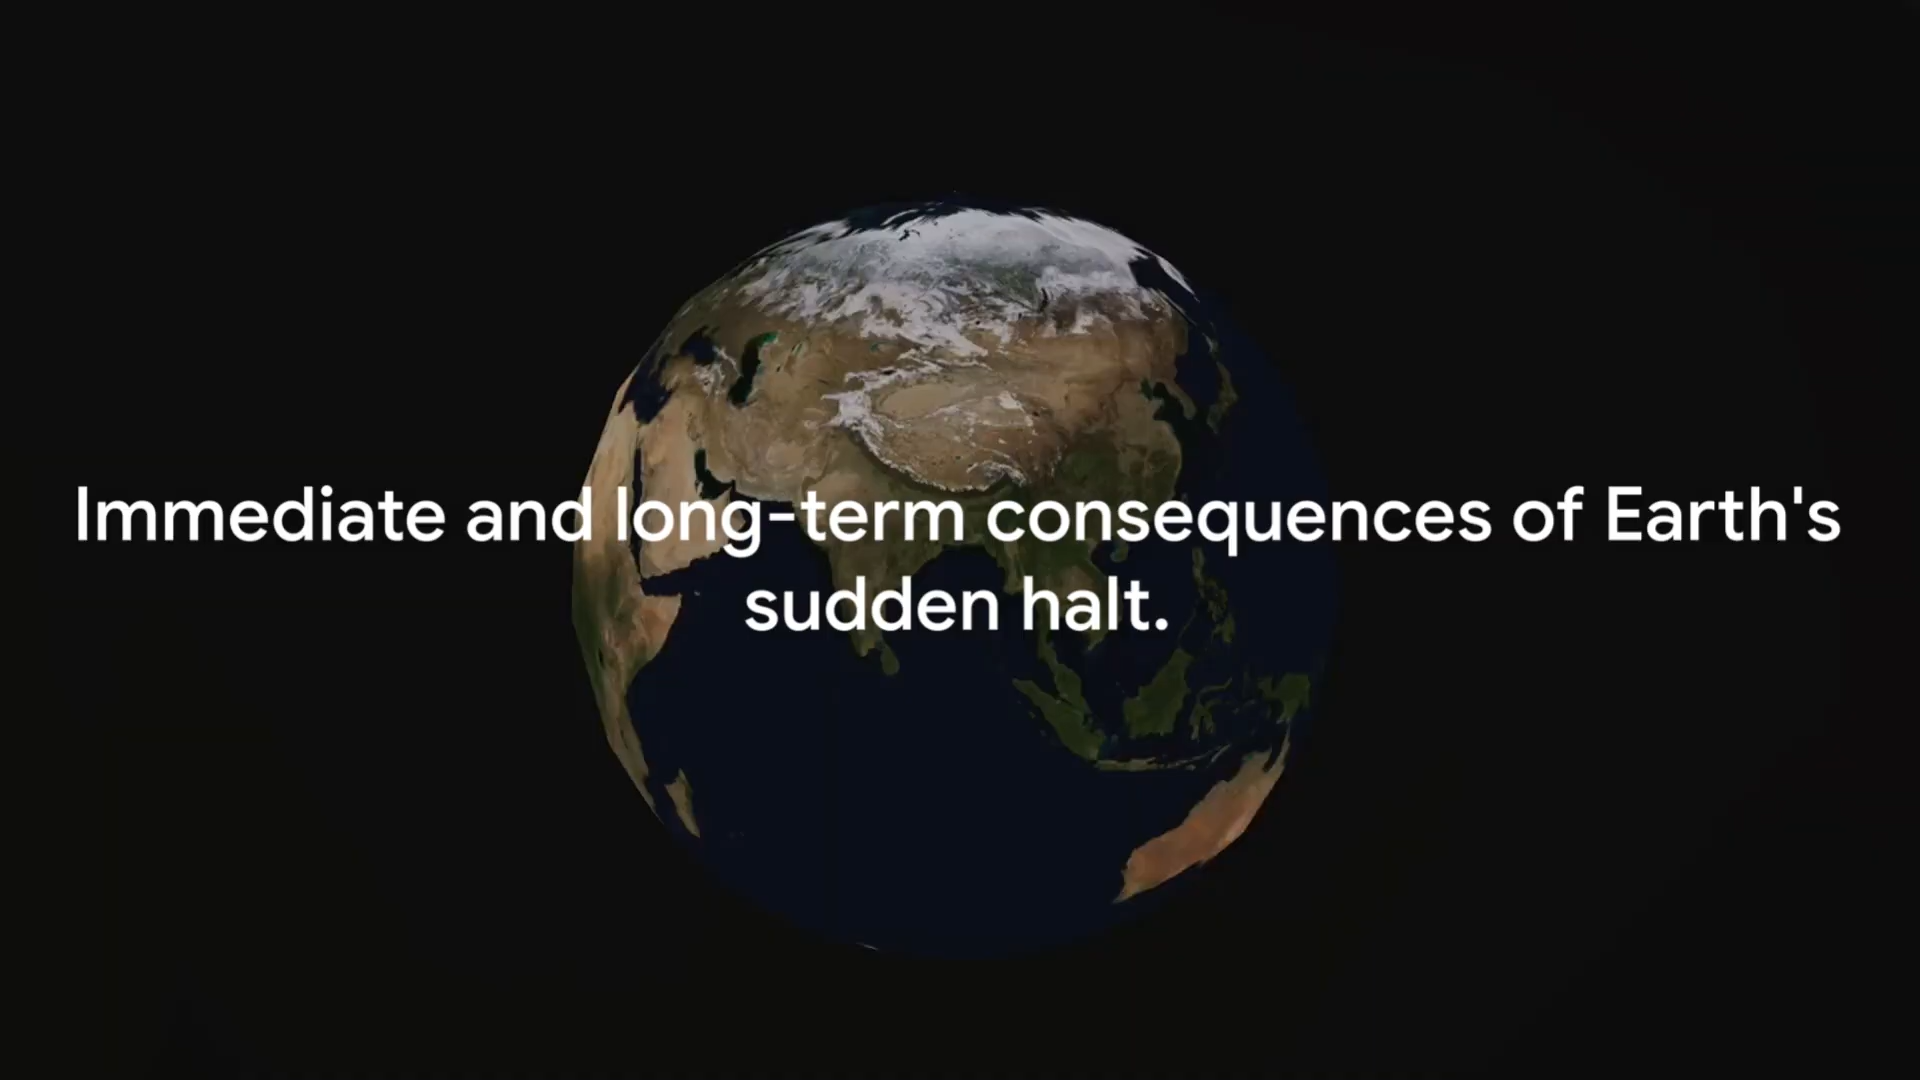 Immediate and long-term consequences of Earth's
sudden halt.